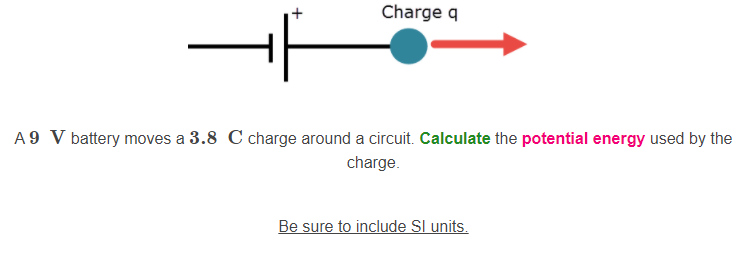 +
Charge q
A 9 V battery moves a 3.8 C charge around a circuit. Calculate the potential energy used by the
charge.
Be sure to include SI units.